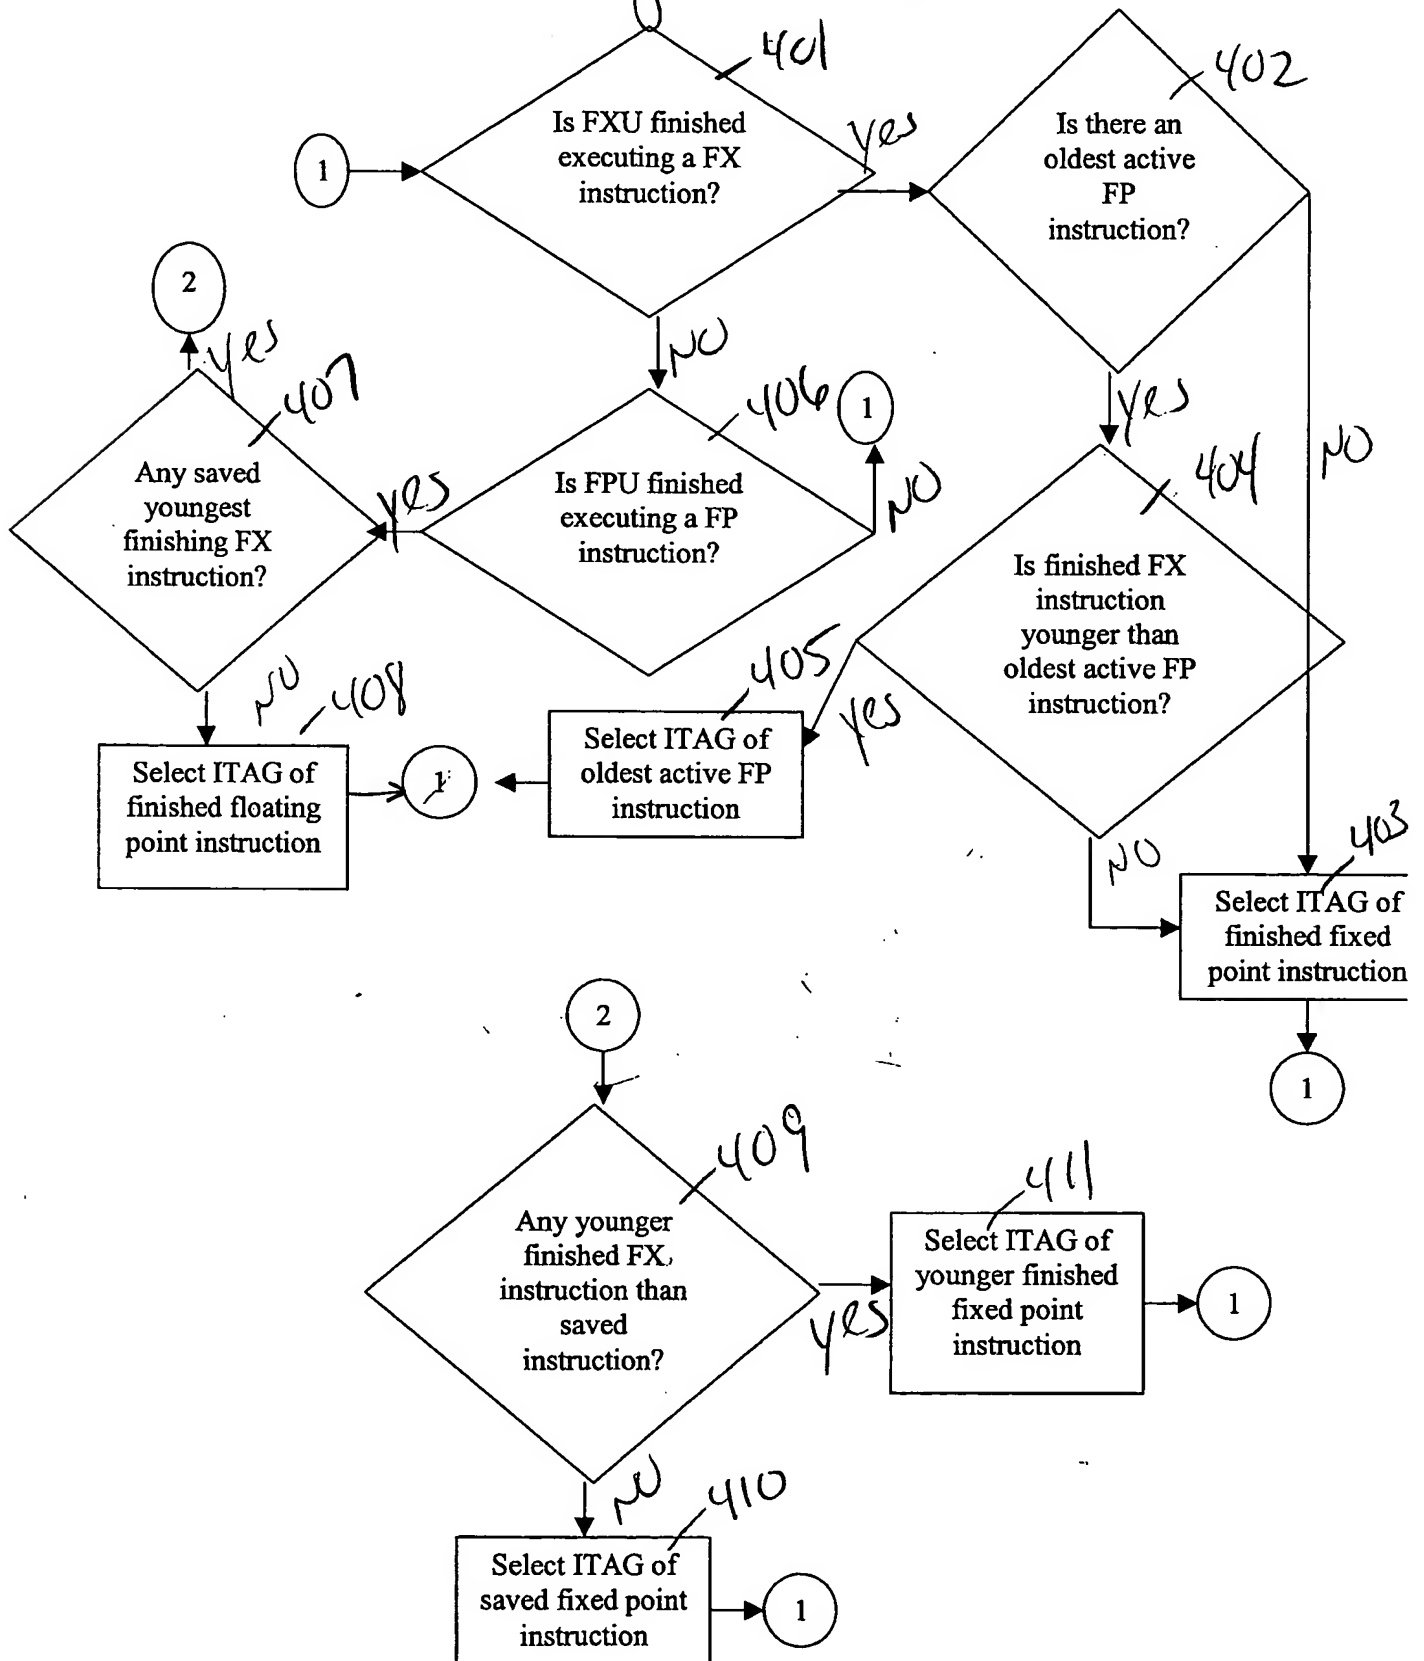 401
Is FXU finished
executing a FX
instruction?
1
yes
402
Is there an
oldest active
FP
instruction?
2
yes
407
Any saved
youngest
finishing FX
instruction?
NO
406
Is FPU finished
executing a FP
instruction?
yes
1
NO
yes
404
Is finished FX
instruction
younger than
oldest active FP
instruction?
NO
NO
408
Select ITAG of
finished floating
point instruction
1
405
Select ITAG of
oldest active FP
instruction
yes
NO
403
Select ITAG of
finished fixed
point instruction
1
2
409
Any younger
finished FX
instruction than
saved
instruction?
yes
411
Select ITAG of
younger finished
fixed point
instruction
1
NO
410
Select ITAG of
saved fixed point
instruction
1